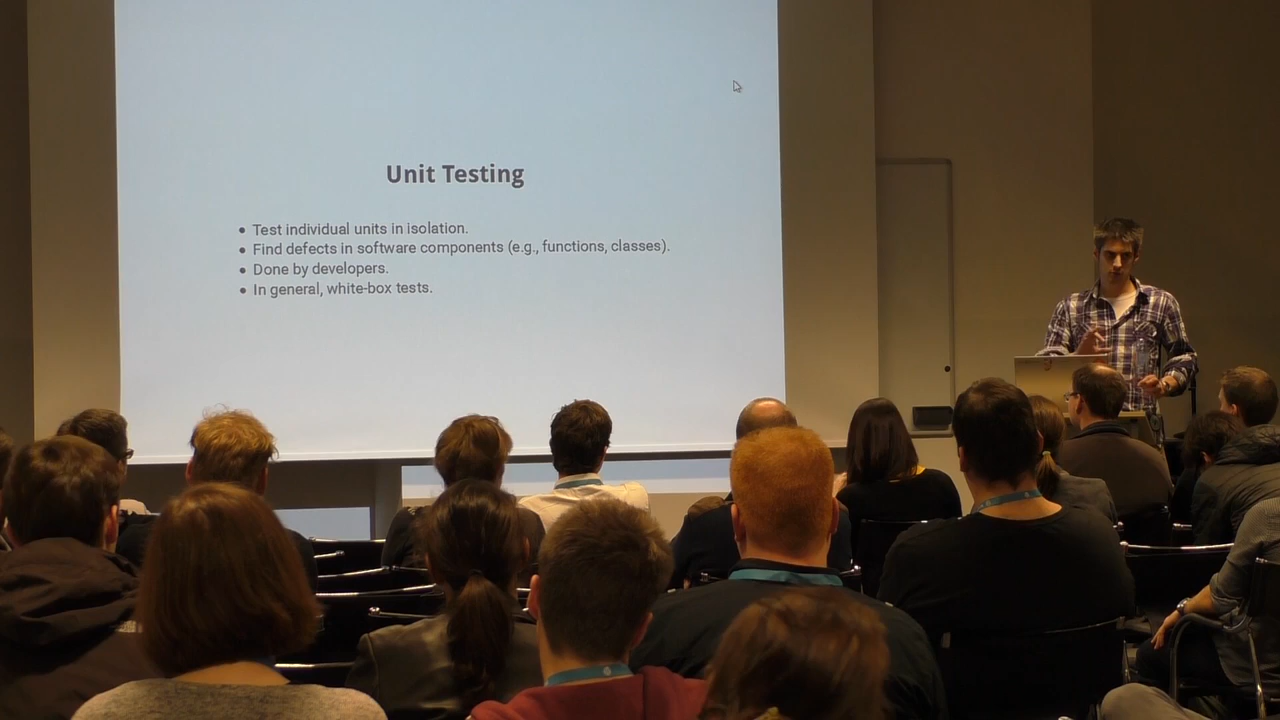 Unit Testing
Test individual units in isolation.
Find defects in software components (e.g., functions, classes).
Done by developers.
In general, white-box tests.